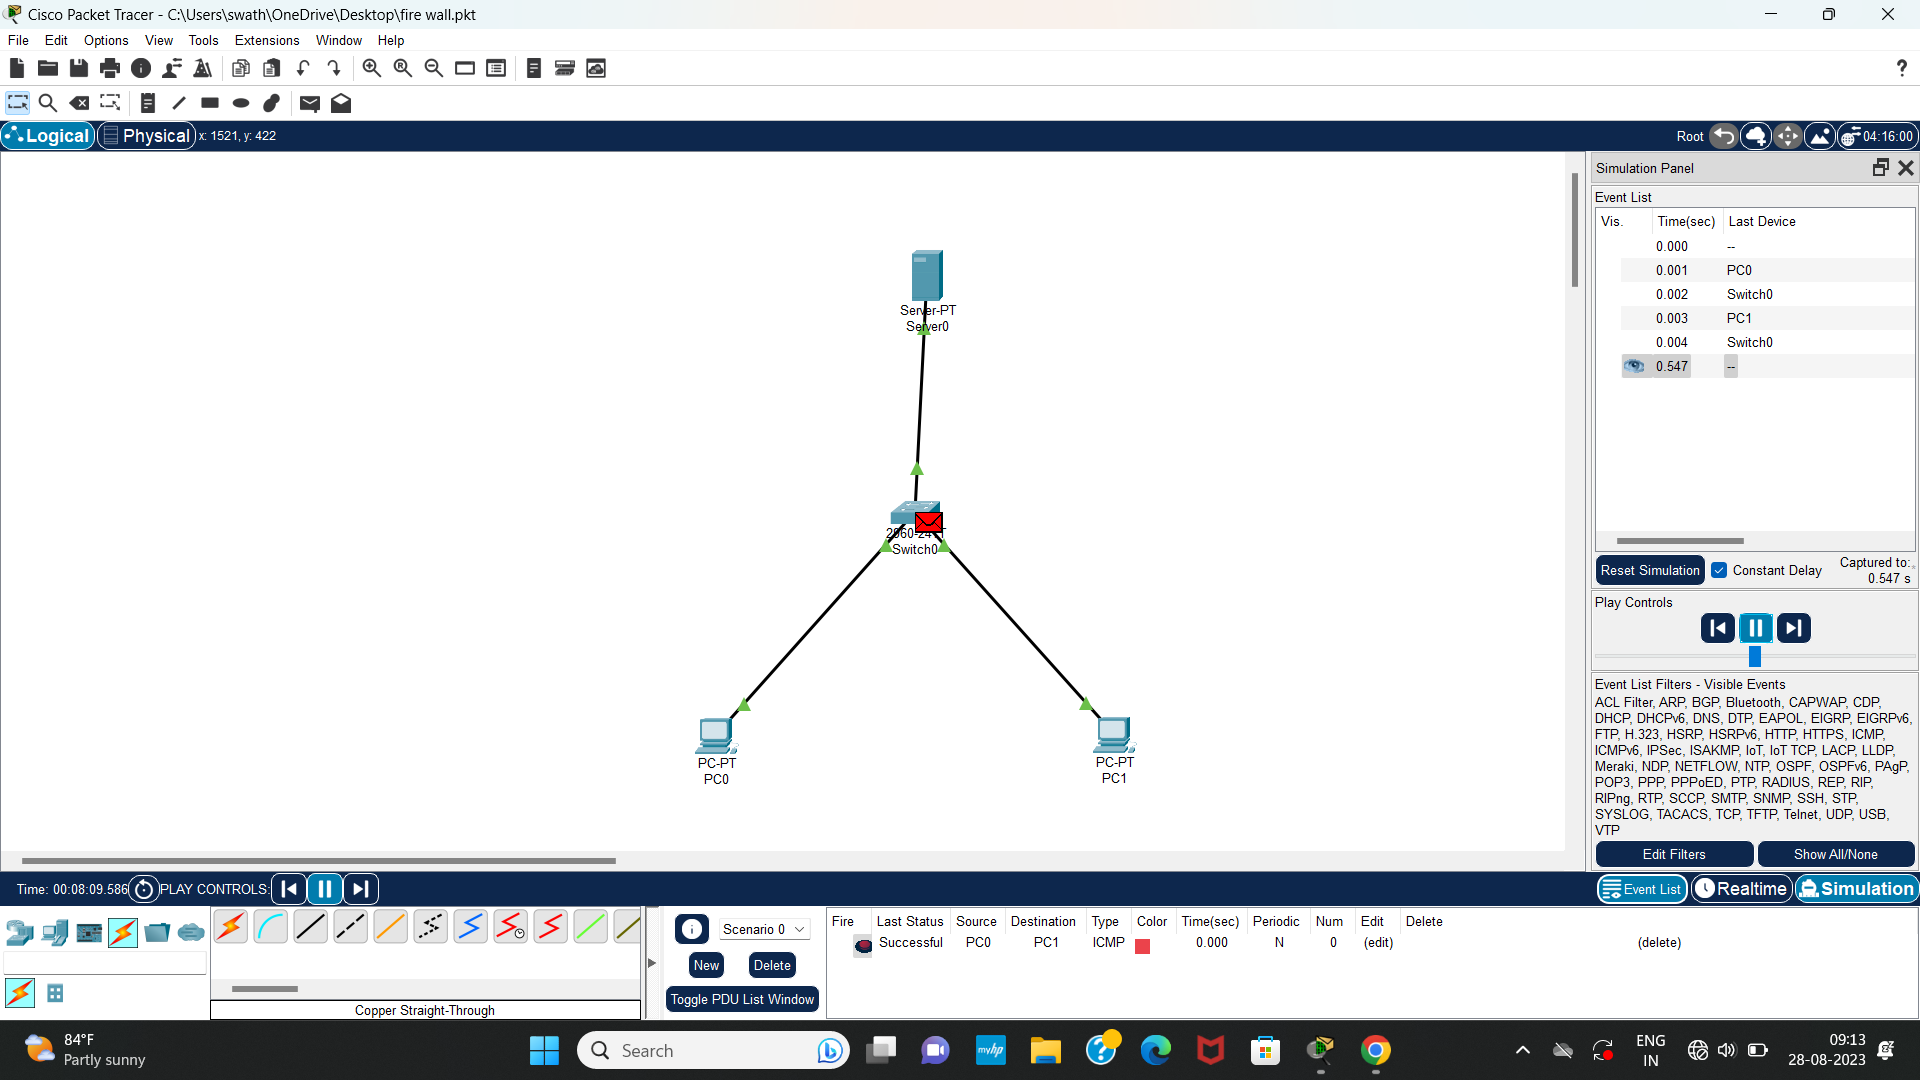 Cisco Packet Tracer - C:\Users\swath\OneDrive\Desktop\fire wall.pkt
File Edit Options View Tools Extensions Window Help
?
Logical Physical x: 1521, y: 422
Root 04:16:00
Simulation Panel
Event List
Vis. Time(sec) Last Device
0.000 --
0.001 PC0
0.002 Switch0
0.003 PC1
0.004 Switch0
0.547 --
Server-PT
Server0
Switch0
PC-PT
PC0
PC-PT
PC1
Reset Simulation Constant Delay Captured to:
0.547 s
Play Controls
Event List Filters - Visible Events
ACL Filter, ARP, BGP, Bluetooth, CAPWAP, CDP,
DHCP, DHCPv6, DNS, DTP, EAPOL, EIGRP, EIGRPv6,
FTP, H.323, HSRP, HSRPv6, HTTP, HTTPS, ICMP,
ICMPv6, IPSec, ISAKMP, IoT, IoT TCP, LACP, LLDP,
Meraki, NDP, NETFLOW, NTP, OSPF, OSPFv6, PAgP,
POP3, PPP, PPPoED, PTP, RADIUS, REP, RIP,
RIPng, RTP, SCCP, SMTP, SNMP, SSH, STP,
SYSLOG, TACACS, TCP, TFTP, Telnet, UDP, USB,
VTP
Edit Filters Show All/None
Time: 00:08:09.586 PLAY CONTROLS:
Event List Realtime Simulation
Copper Straight-Through
Scenario 0
New Delete
Toggle PDU List Window
Fire Last Status Source Destination Type Color Time(sec) Periodic Num Edit Delete
Successful PC0 PC1 ICMP 0.000 N 0 (edit) (delete)
84°F
Partly sunny
Search
myhp
ENG
IN
09:13
28-08-2023